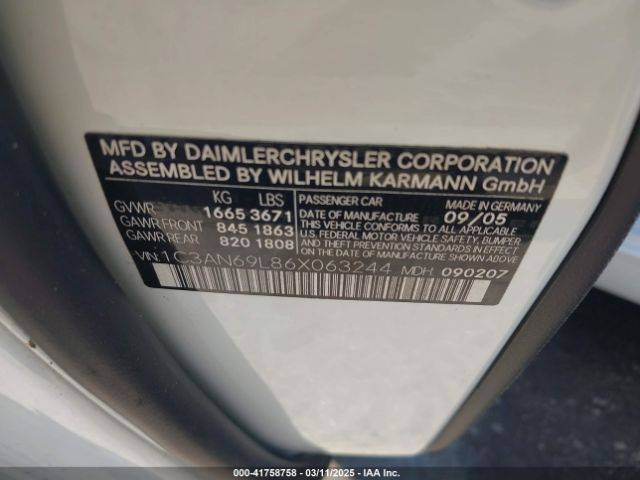 MFD BY DAIMLERCHRYSLER CORPORATION
ASSEMBLED BY WILHELM KARMANN GmbH
KG LBS
GVWR 1665 3671
GAWR FRONT 845 1863
GAWR REAR 820 1808
PASSENGER CAR MADE IN GERMANY
DATE OF MANUFACTURE 09/05
THIS VEHICLE CONFORMS TO ALL APPLICABLE
U.S. FEDERAL MOTOR VEHICLE SAFETY, BUMPER
AND THEFT PREVENTION STANDARDS IN EFFECT
ON THE DATE OF MANUFACTURE SHOWN ABOVE
VIN 1C3AN69L86X063244 MDH 090207
000-41758758 - 03/11/2025 - IAA Inc.